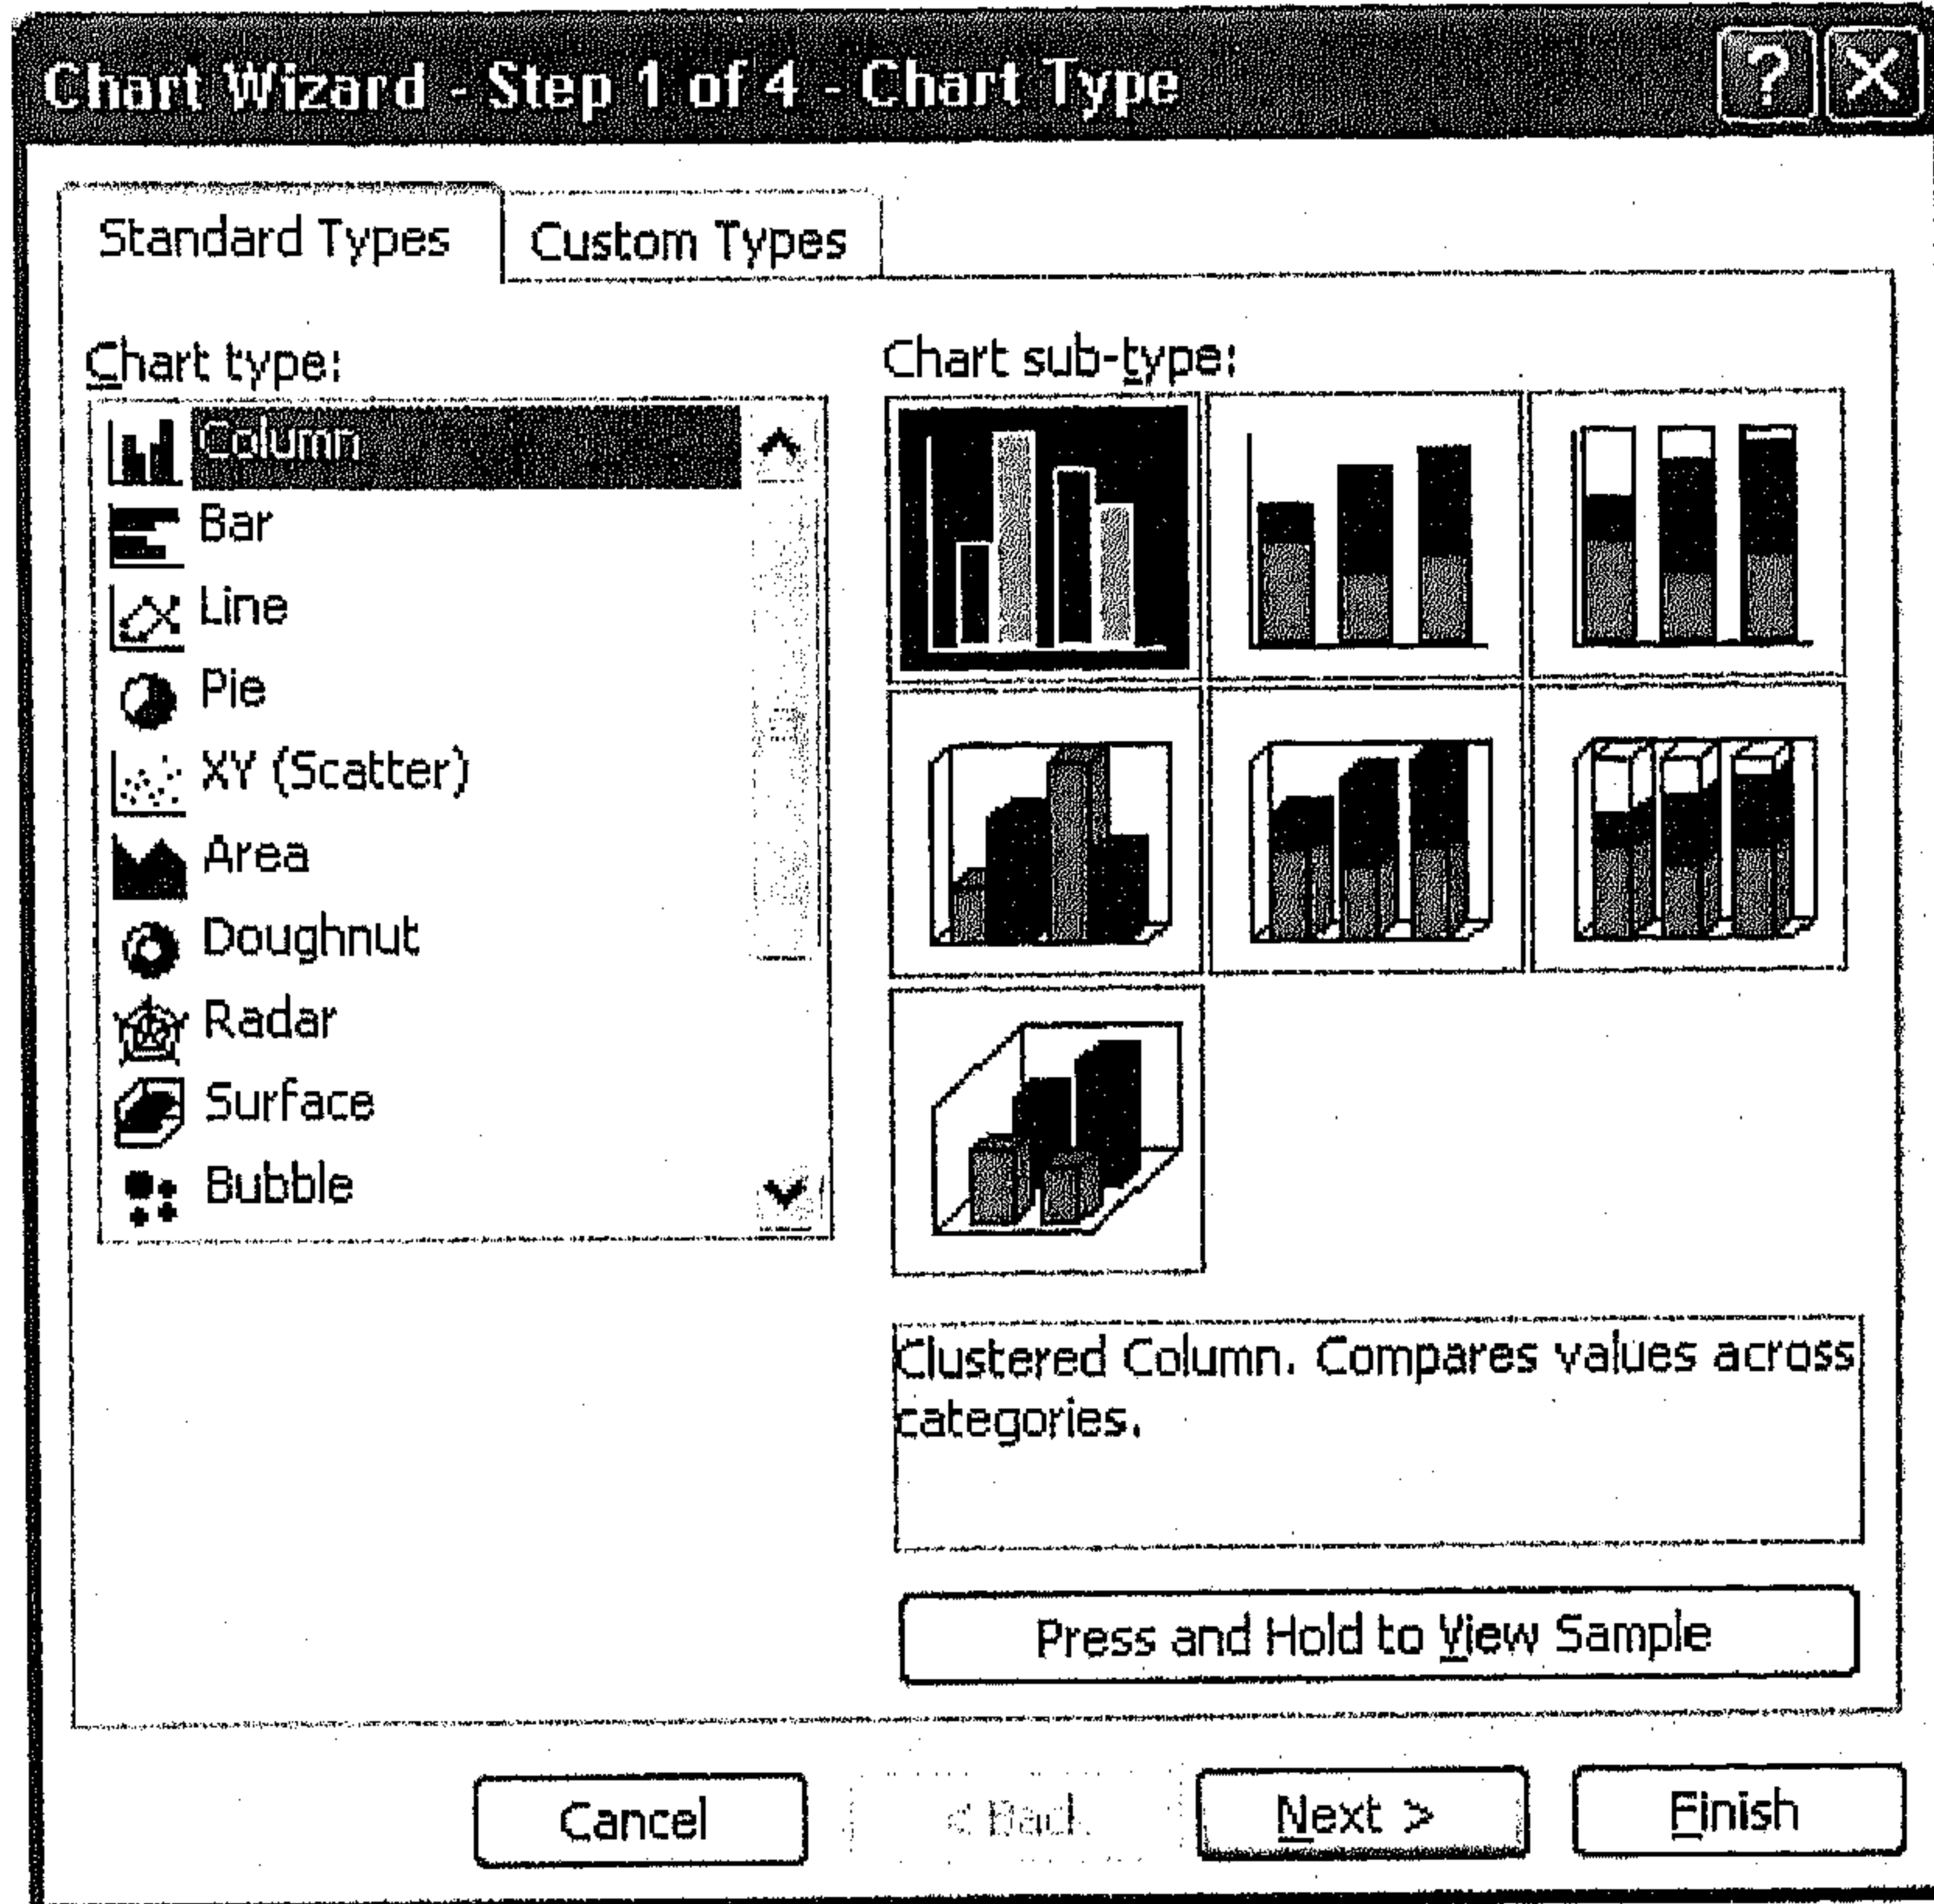 Chart Wizard - Step 1 of 4 - Chart Type
Standard Types
Custom Types
Chart type:
Column
Bar
Line
Pie
XY (Scatter)
Area
Doughnut
Radar
Surface
Bubble
Chart sub-type:
Clustered Column. Compares values across
categories.
Press and Hold to View Sample
Cancel
< Back
Next >
Finish